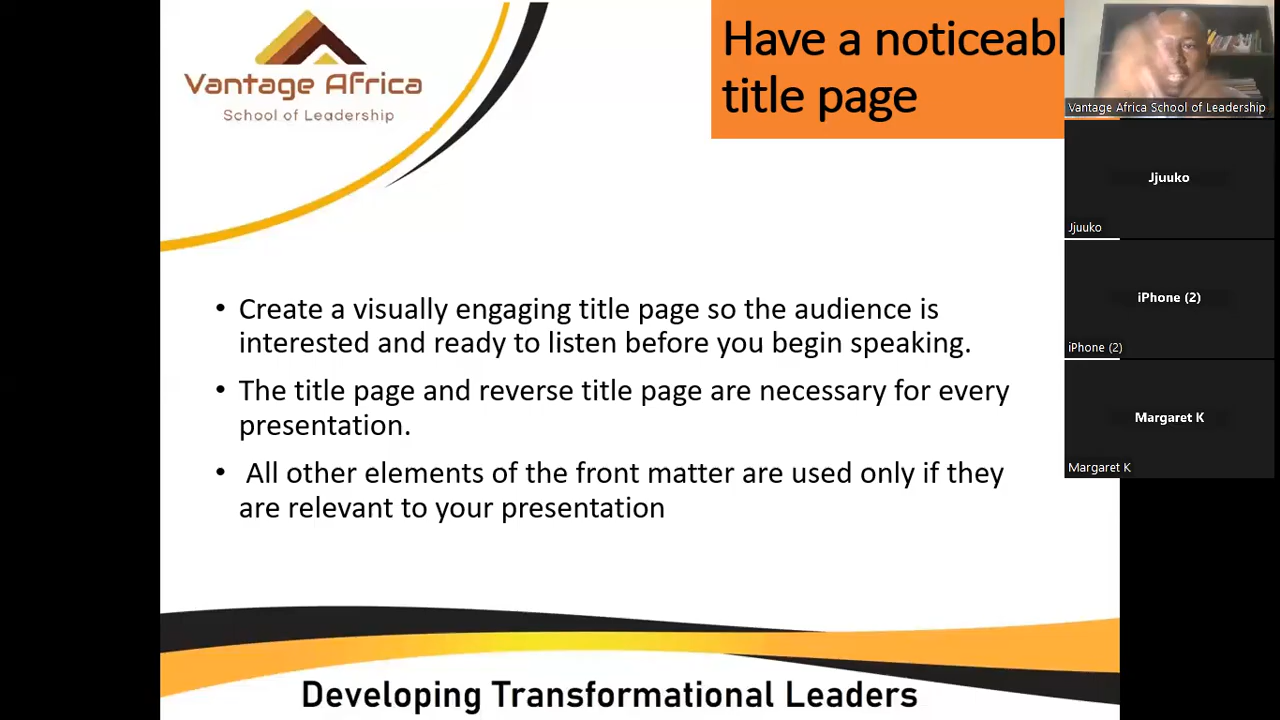 Vantage Africa
School of Leadership
Have a noticeabl
title page
• Create a visually engaging title page so the audience is
interested and ready to listen before you begin speaking.
• The title page and reverse title page are necessary for every
presentation.
• All other elements of the front matter are used only if they
are relevant to your presentation
Developing Transformational Leaders
Vantage Africa School of Leadership
Jjuuko
Jjuuko
iPhone (2)
iPhone (2)
Margaret K
Margaret K